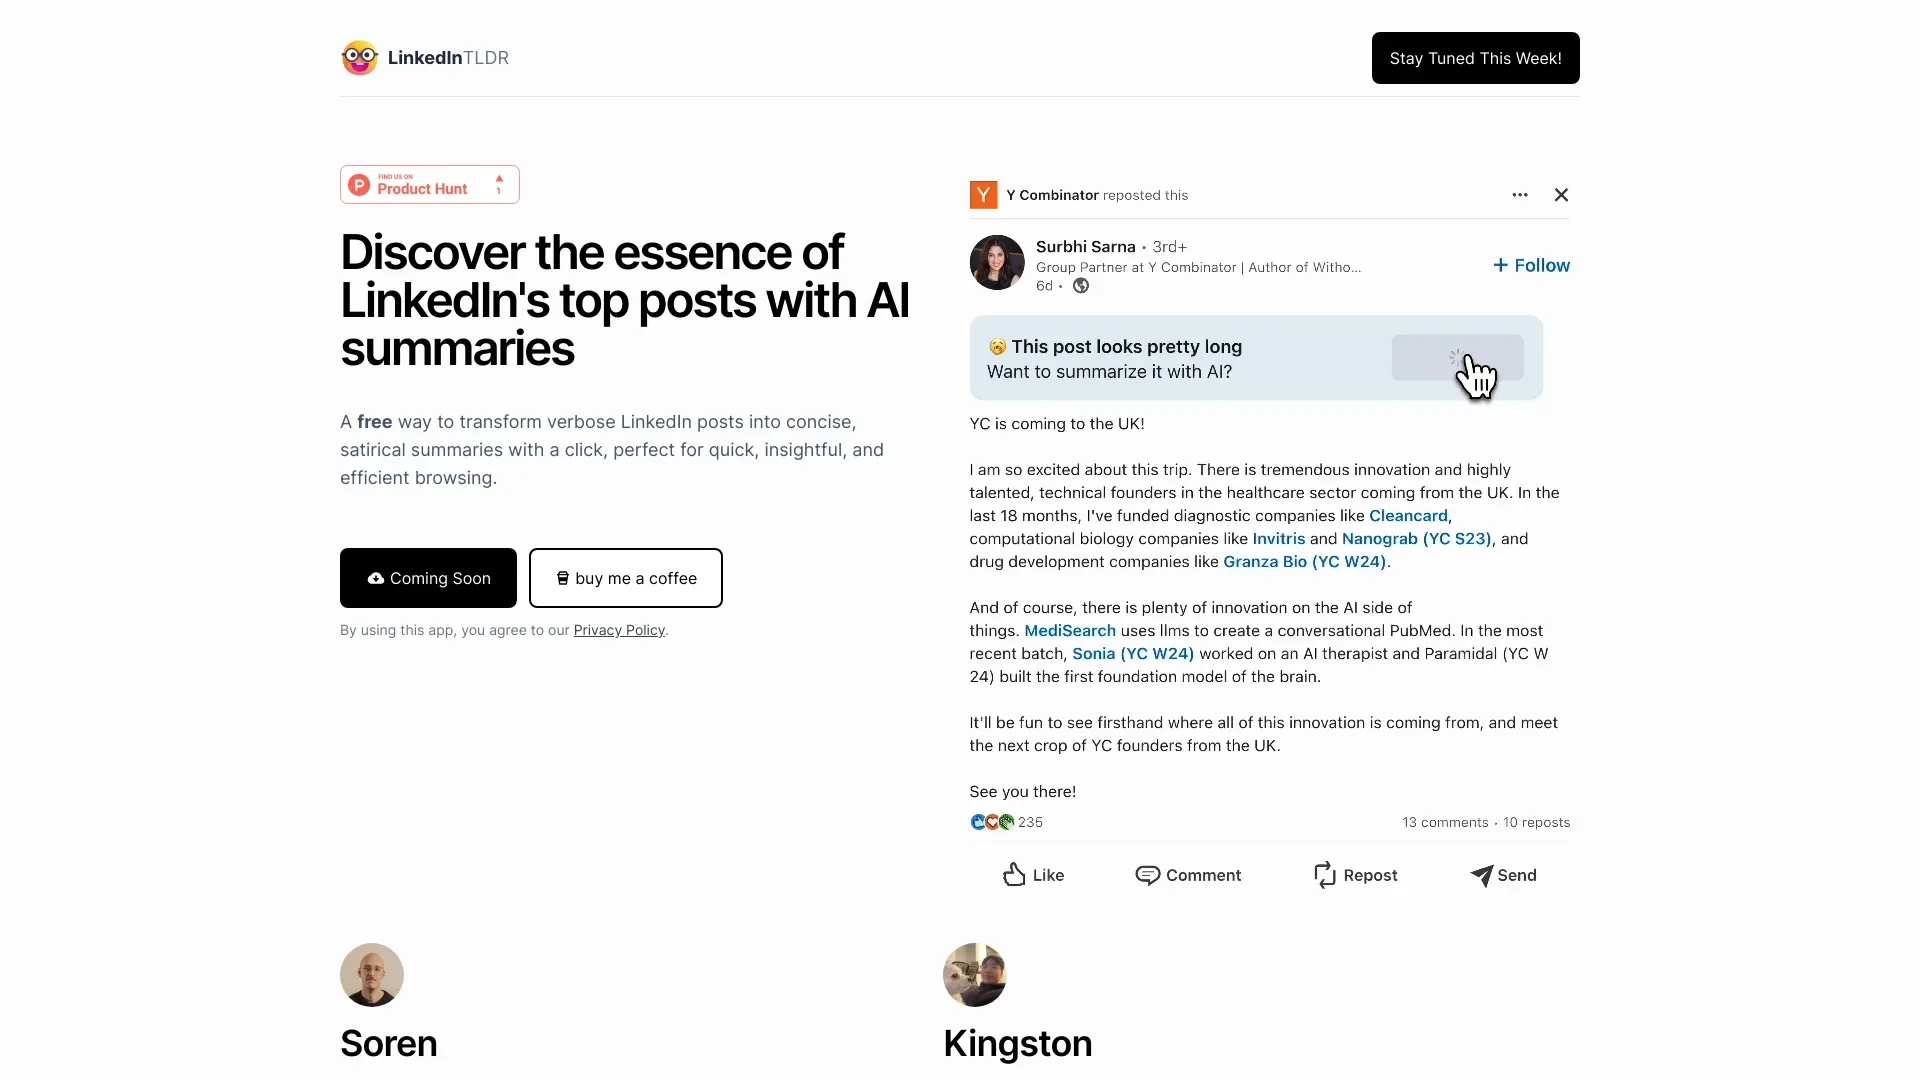 LinkedInTLDR
Stay Tuned This Week!
FIND US ON
Product Hunt
1
Discover the essence of
LinkedIn's top posts with AI
summaries
A free way to transform verbose LinkedIn posts into concise,
satirical summaries with a click, perfect for quick, insightful, and
efficient browsing.
Coming Soon
buy me a coffee
By using this app, you agree to our Privacy Policy.
Y Combinator reposted this
Surbhi Sarna • 3rd+
Group Partner at Y Combinator | Author of Witho...
+ Follow
6d •
This post looks pretty long
Want to summarize it with AI?
YC is coming to the UK!
I am so excited about this trip. There is tremendous innovation and highly
talented, technical founders in the healthcare sector coming from the UK. In the
last 18 months, I've funded diagnostic companies like Cleancard,
computational biology companies like Invitris and Nanograb (YC S23), and
drug development companies like Granza Bio (YC W24).
And of course, there is plenty of innovation on the AI side of
things. MediSearch uses llms to create a conversational PubMed. In the most
recent batch, Sonia (YC W24) worked on an AI therapist and Paramidal (YC W
24) built the first foundation model of the brain.
It'll be fun to see firsthand where all of this innovation is coming from, and meet
the next crop of YC founders from the UK.
See you there!
235
13 comments • 10 reposts
Like
Comment
Repost
Send
Soren
Kingston